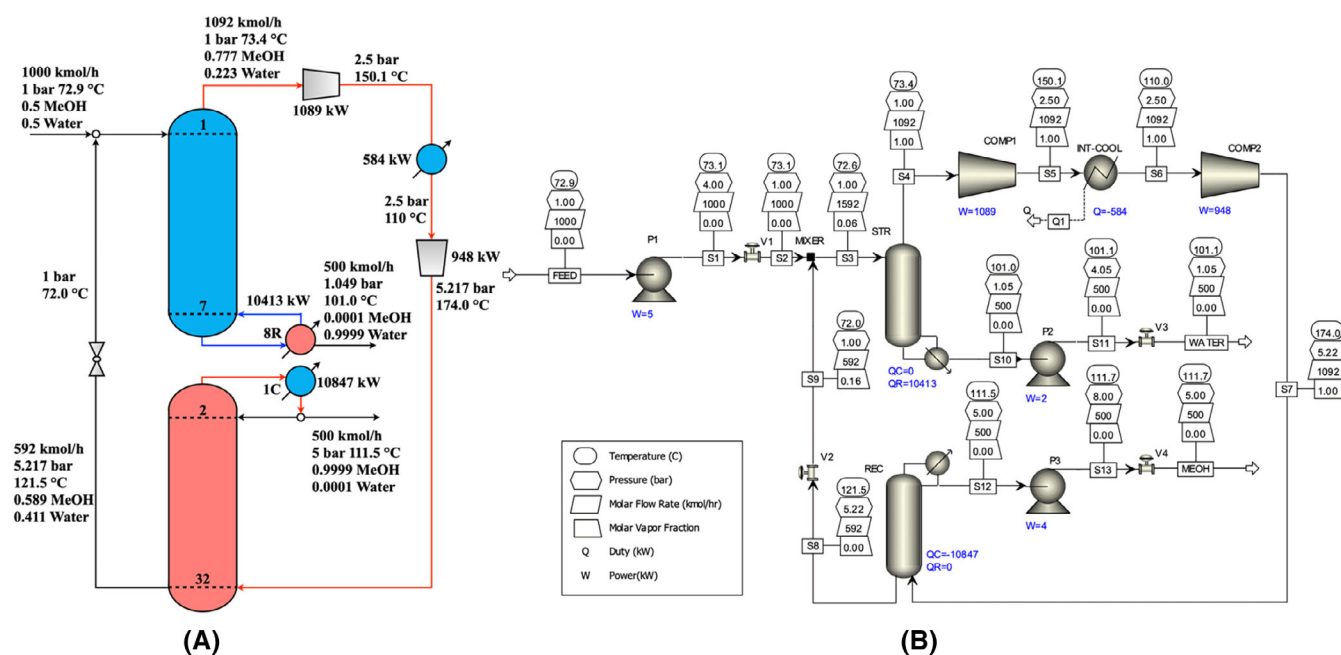 1092 kmol/h
1 bar 73.4 °C
0.777 MeOH
0.223 Water
2.5 bar
150.1 °C
1000 kmol/h
1 bar 72.9 °C
0.5 MeOH
0.5 Water
1
1089 kW
584 kW
2.5 bar
110 °C
948 kW
5.217 bar
174.0 °C
1 bar
72.0 °C
500 kmol/h
1.049 bar
101.0 °C
0.0001 MeOH
0.9999 Water
10413 kW
7
8R
1C
10847 kW
2
500 kmol/h
5 bar 111.5 °C
0.9999 MeOH
0.0001 Water
592 kmol/h
5.217 bar
121.5 °C
0.589 MeOH
0.411 Water
32
(A)
72.9
1.00
1000
0.00
FEED
P1
W=5
73.1
4.00
1000
0.00
S1
V1
73.1
1.00
1000
0.00
S2
MIXER
72.6
1.00
1592
0.06
S3
STR
QC=0
QR=10413
73.4
1.00
1092
1.00
S4
COMP1
W=1089
150.1
2.50
1092
1.00
S5
INT-COOL
Q
Q1
Q=-584
110.0
2.50
1092
1.00
S6
COMP2
W=948
101.0
1.05
500
0.00
S10
P2
W=2
101.1
4.05
500
0.00
S11
V3
101.1
1.05
500
0.00
WATER
174.0
5.22
1092
1.00
S7
72.0
1.00
592
0.16
S9
V2
121.5
5.22
592
0.00
S8
REC
QC=-10847
QR=0
111.5
5.00
500
0.00
S12
P3
W=4
111.7
8.00
500
0.00
S13
V4
111.7
5.00
500
0.00
MEOH
Temperature (C)
Pressure (bar)
Molar Flow Rate (kmol/hr)
Molar Vapor Fraction
Q Duty (kW)
W Power(kW)
(B)